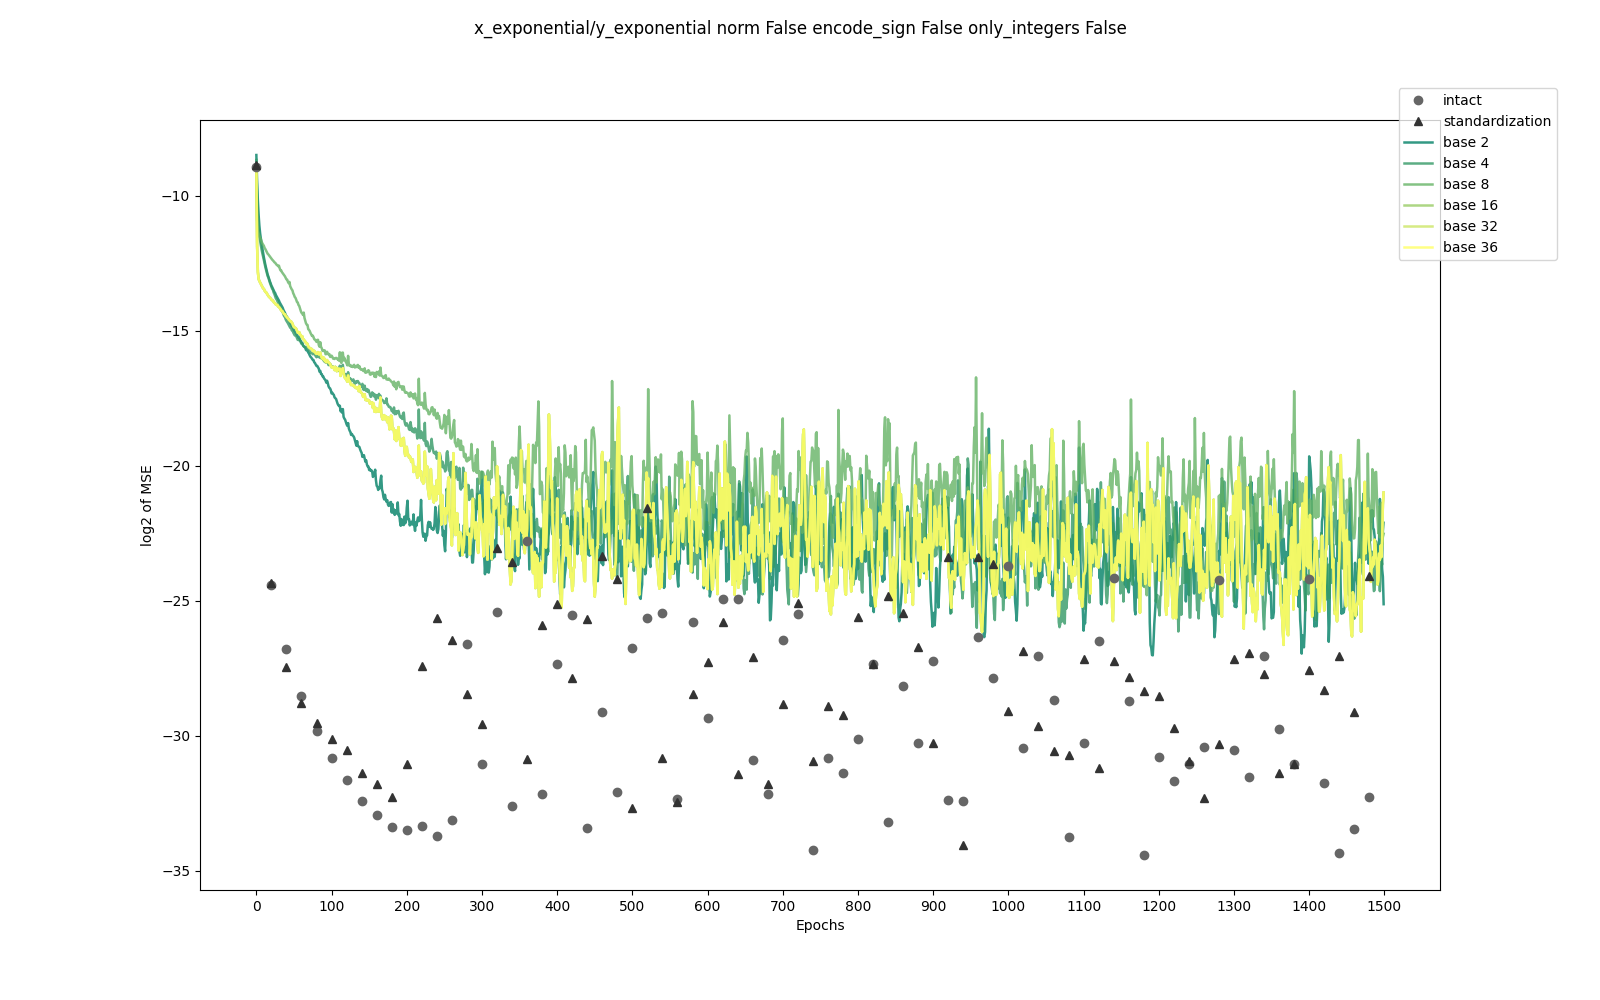 x_exponential/y_exponential norm False encode_sign False only_integers False
intact
standardization
base 2
base 4
base 8
base 16
base 32
base 36
−10
−15
−20
−25
−30
−35
log2 of MSE
0 100 200 300 400 500 600 700 800 900 1000 1100 1200 1300 1400 1500
Epochs